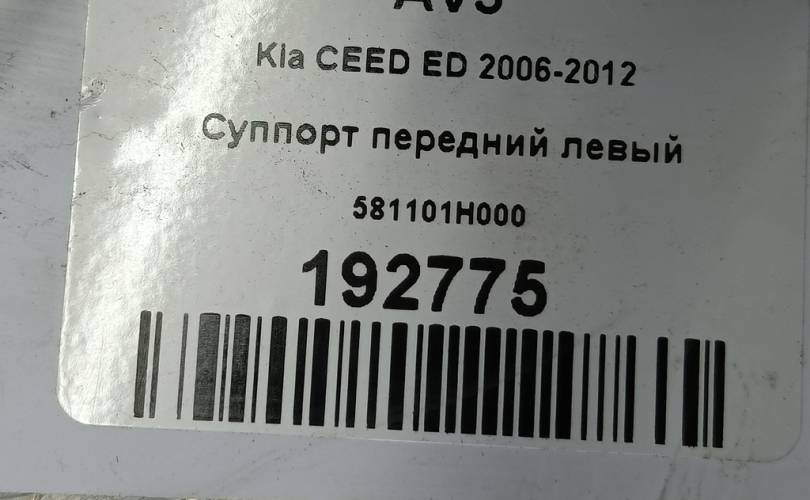 Kia CEED ED 2006-2012
Суппорт передний левый
581101H000
192775